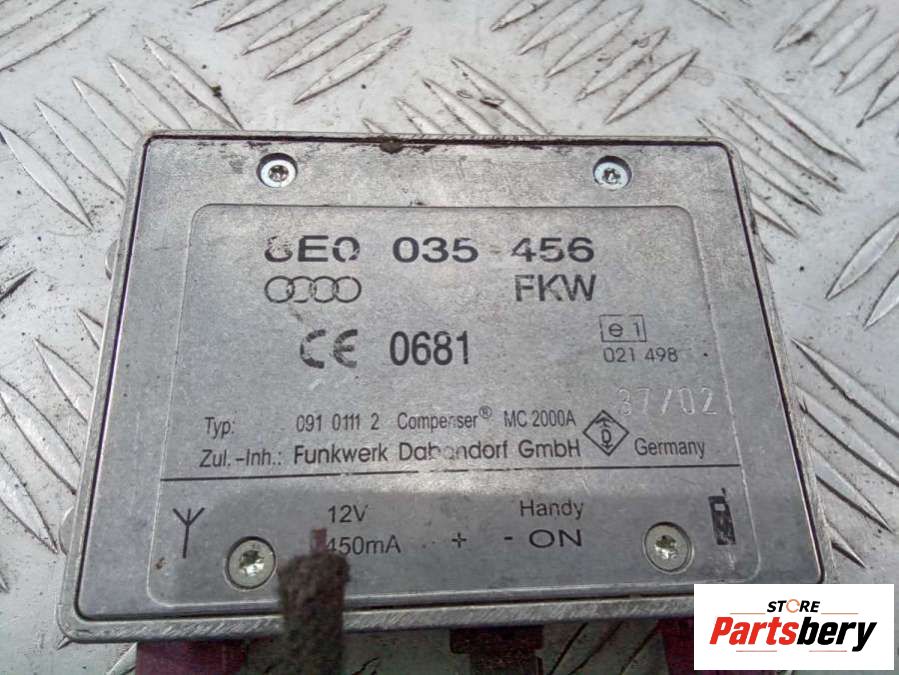 8E0 035 456
FKW
CE 0681
e 1
021 498
37/02
Typ: 091 0111 2 Compenser® MC 2000A
D
Zul.-Inh.: Funkwerk Dabendorf GmbH Germany
12V Handy
450mA + - ON
STORE
Partsbery